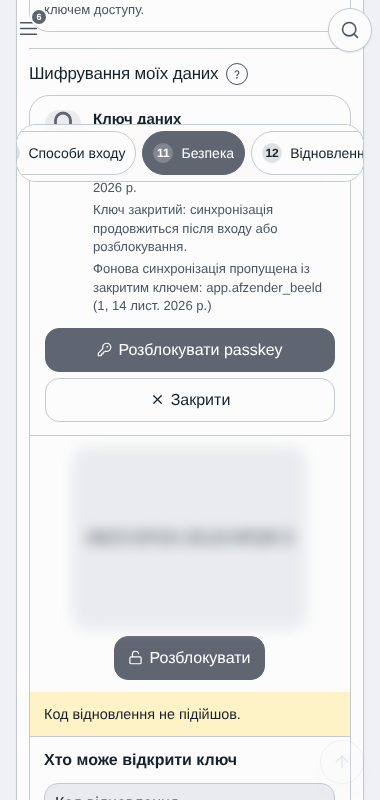 ключем доступу.
6
Шифрування моїх даних ?
Ключ даних
Способи входу
11 Безпека
12 Відновленн
2026 р.
Ключ закритий: синхронізація
продовжиться після входу або
розблокування.
Фонова синхронізація пропущена із
закритим ключем: app.afzender_beeld
(1, 14 лист. 2026 р.)
Розблокувати passkey
Закрити
Розблокувати
Код відновлення не підійшов.
Хто може відкрити ключ